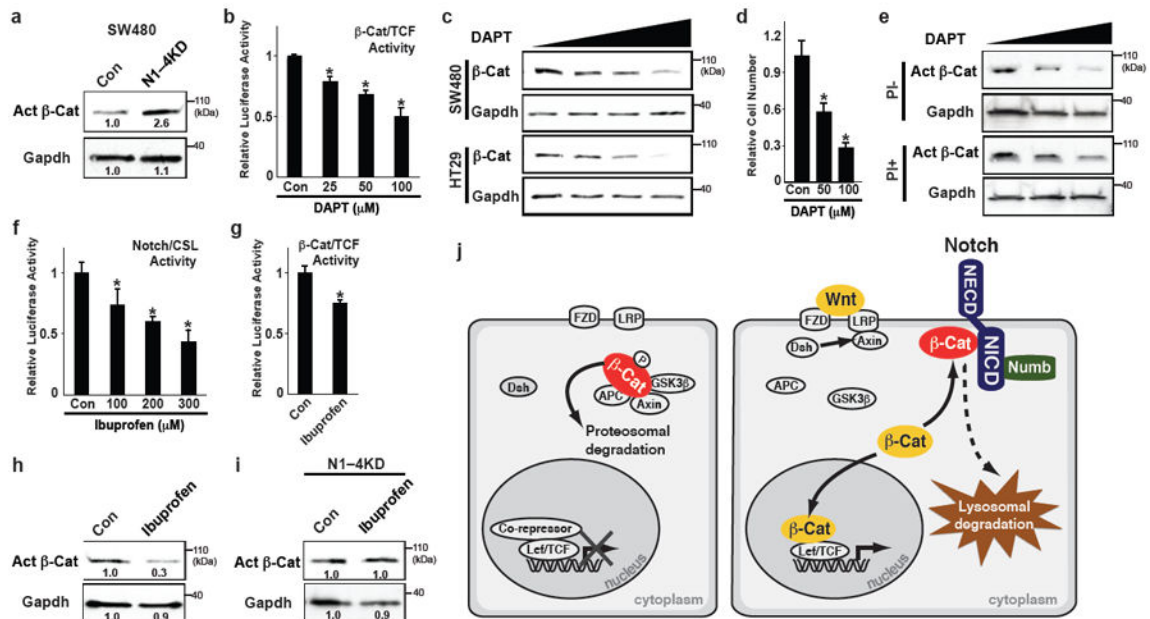 a
SW480
Con
N1–4KD
Act β-Cat
110
(kDa)
1.0 2.6
Gapdh
40
1.0 1.1
b
β-Cat/TCF
Activity
Relative Luciferase Activity
1
0.5
0
*
*
*
Con 25 50 100
DAPT (μM)
c
DAPT
SW480
β-Cat
110
(kDa)
Gapdh
40
HT29
β-Cat
110
Gapdh
40
d
Relative Cell Number
1.2
0.9
0.6
0.3
0
*
*
Con
50
100
DAPT (μM)
e
DAPT
PI-
Act β-Cat
110
(kDa)
Gapdh
40
PI+
Act β-Cat
110
Gapdh
40
f
Notch/CSL
Activity
Relative Luciferase Activity
1
0.5
0
*
*
*
Con 100 200 300
Ibuprofen (μM)
g
β-Cat/TCF
Activity
Relative Luciferase Activity
1
0.5
0
*
Con
Ibuprofen
h
Con
Ibuprofen
Act β-Cat
110
(kDa)
1.0 0.3
Gapdh
40
1.0 0.9
i
N1–4KD
Con
Ibuprofen
Act β-Cat
110
(kDa)
1.0 1.0
Gapdh
40
1.0 0.9
j
FZD LRP
Dsh
P
β-Cat
GSK3β
APC
Axin
Proteosomal
degradation
Co-repressor
Lef/TCF
nucleus
cytoplasm
Notch
NECD
Wnt
FZD LRP
Dsh
Axin
β-Cat
NICD
Numb
APC
GSK3β
β-Cat
Lysosomal
degradation
β-Cat
Lef/TCF
nucleus
cytoplasm